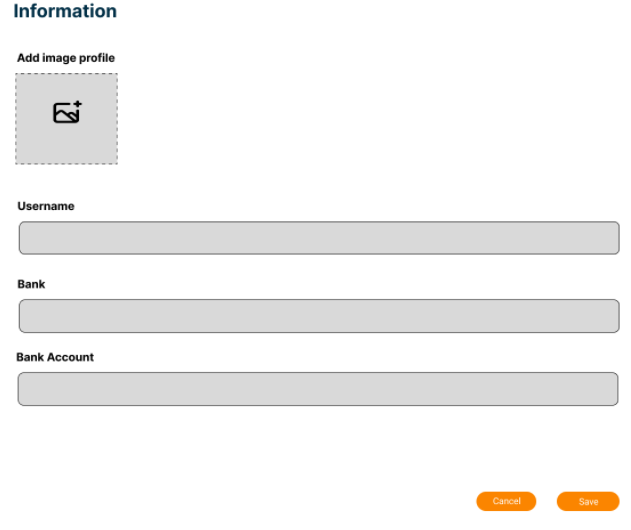 Information
Add image profile
Username
Bank
Bank Account
Cancel Save